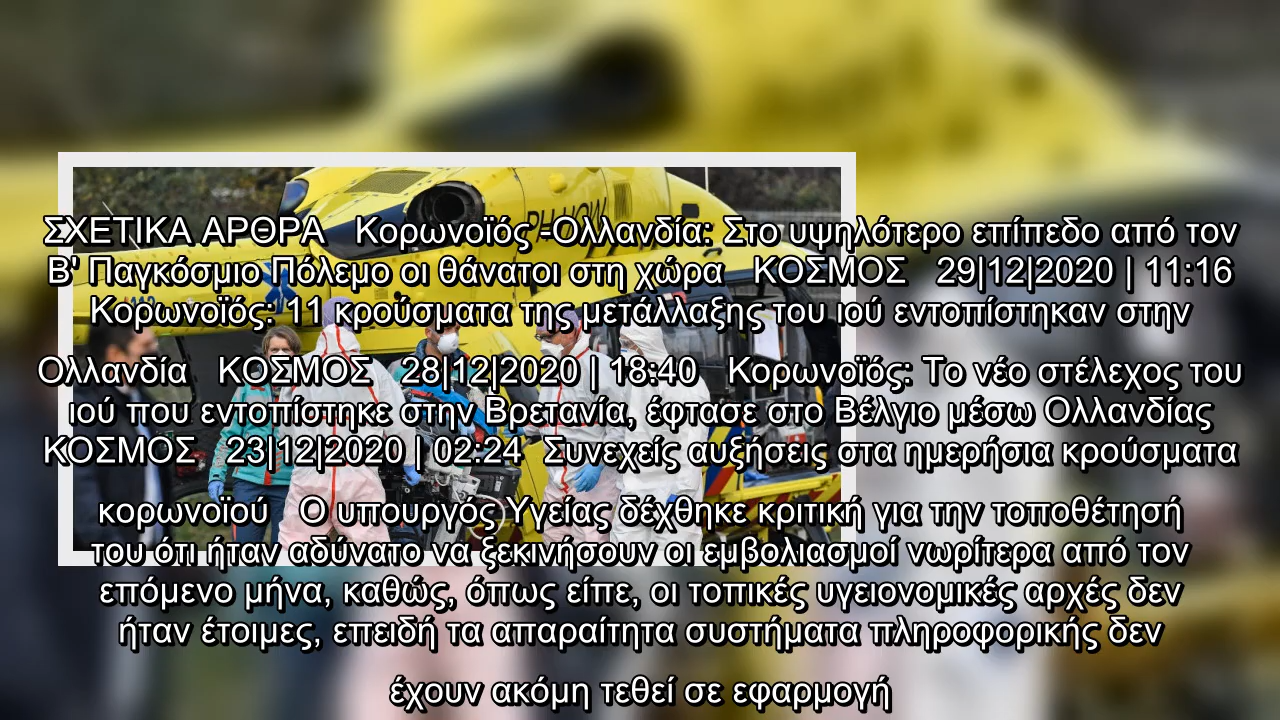 ΣΧΕΤΙΚΑ ΑΡΘΡΑ Κορωνοϊός -Ολλανδία: Στο υψηλότερο επίπεδο από τον
Β' Παγκόσμιο Πόλεμο οι θάνατοι στη χώρα ΚΟΣΜΟΣ 29|12|2020 | 11:16
Κορωνοϊός: 11 κρούσματα της μετάλλαξης του ιού εντοπίστηκαν στην
Ολλανδία ΚΟΣΜΟΣ 28|12|2020 | 18:40 Κορωνοϊός: Το νέο στέλεχος του
ιού που εντοπίστηκε στην Βρετανία, έφτασε στο Βέλγιο μέσω Ολλανδίας
ΚΟΣΜΟΣ 23|12|2020 | 02:24 Συνεχείς αυξήσεις στα ημερήσια κρούσματα
κορωνοϊού Ο υπουργός Υγείας δέχθηκε κριτική για την τοποθέτησή
του ότι ήταν αδύνατο να ξεκινήσουν οι εμβολιασμοί νωρίτερα από τον
επόμενο μήνα, καθώς, όπως είπε, οι τοπικές υγειονομικές αρχές δεν
ήταν έτοιμες, επειδή τα απαραίτητα συστήματα πληροφορικής δεν
έχουν ακόμη τεθεί σε εφαρμογή